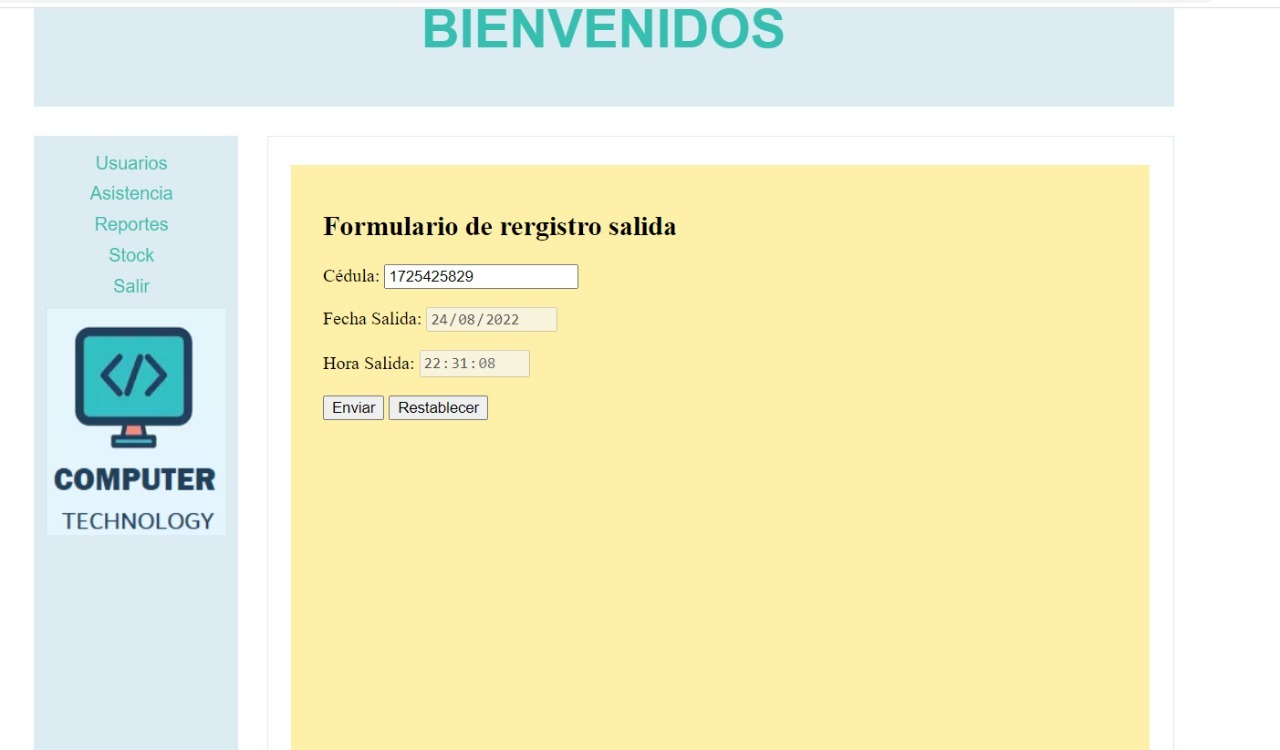 BIENVENIDOS
Usuarios
Asistencia
Reportes
Stock
Salir
</>
COMPUTER
TECHNOLOGY
Formulario de rergistro salida
Cédula: 1725425829
Fecha Salida: 24/08/2022
Hora Salida: 22:31:08
Enviar Restablecer